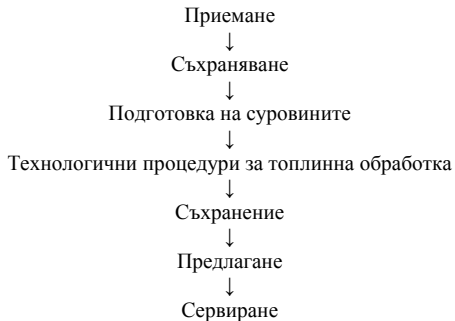 Приемане
↓
Съхраняване
↓
Подготовка на суровините
↓
Технологични процедури за топлинна обработка
↓
Съхранение
↓
Предлагане
↓
Сервиране